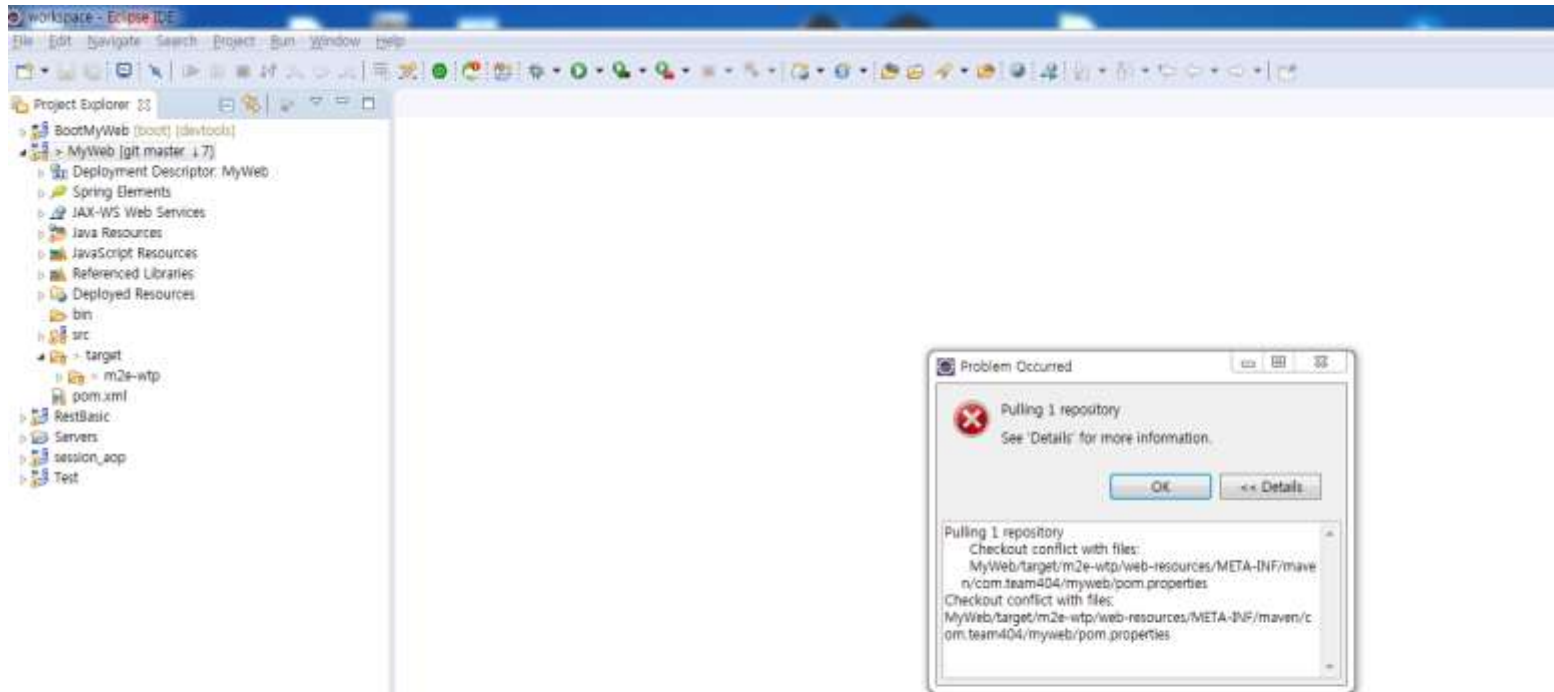 workspace - Eclipse IDE
File Edit Navigate Search Project Run Window Help
Project Explorer
BootMyWeb [boot] [devtools]
> MyWeb [git master ↓7]
Deployment Descriptor: MyWeb
Spring Elements
JAX-WS Web Services
Java Resources
JavaScript Resources
Referenced Libraries
Deployed Resources
bin
src
> target
> m2e-wtp
pom.xml
RestBasic
Servers
session_aop
Test
Problem Occurred
Pulling 1 repository
See 'Details' for more information.
OK
<< Details
Pulling 1 repository
Checkout conflict with files:
MyWeb/target/m2e-wtp/web-resources/META-INF/mave
n/com.team404/myweb/pom.properties
Checkout conflict with files:
MyWeb/target/m2e-wtp/web-resources/META-INF/maven/c
om.team404/myweb/pom.properties